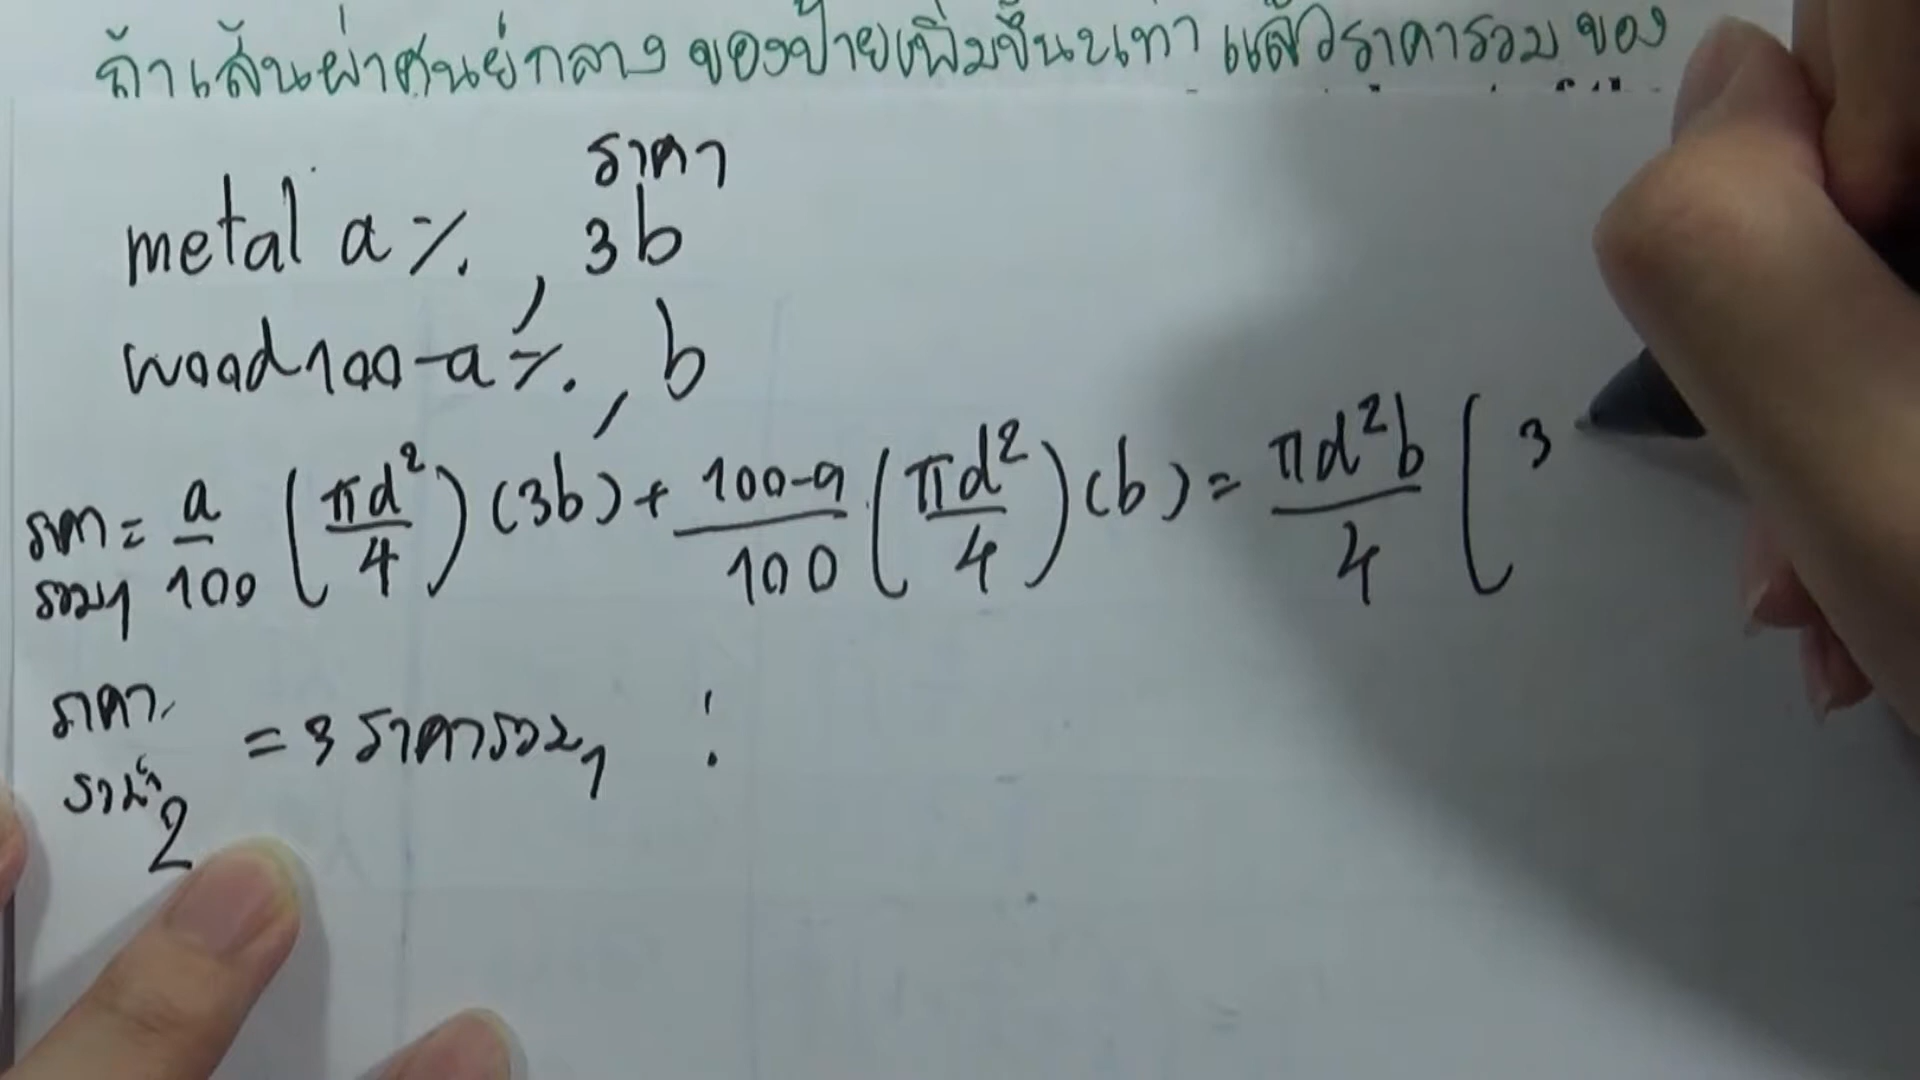 ถ้าเส้นผ่าศูนย์กลาง ของป้ายเพิ่มขึ้น2เท่า แล้วราคารวม ของ
ราคา
metal a %, 3b
wood 100-a %, b
ราคารวม1 = a/100 (πd²/4) (3b) + 100-a/100 (πd²/4) (b) = πd²b/4 [ 3
ราคารวม2 = 3 ราคารวม1 :